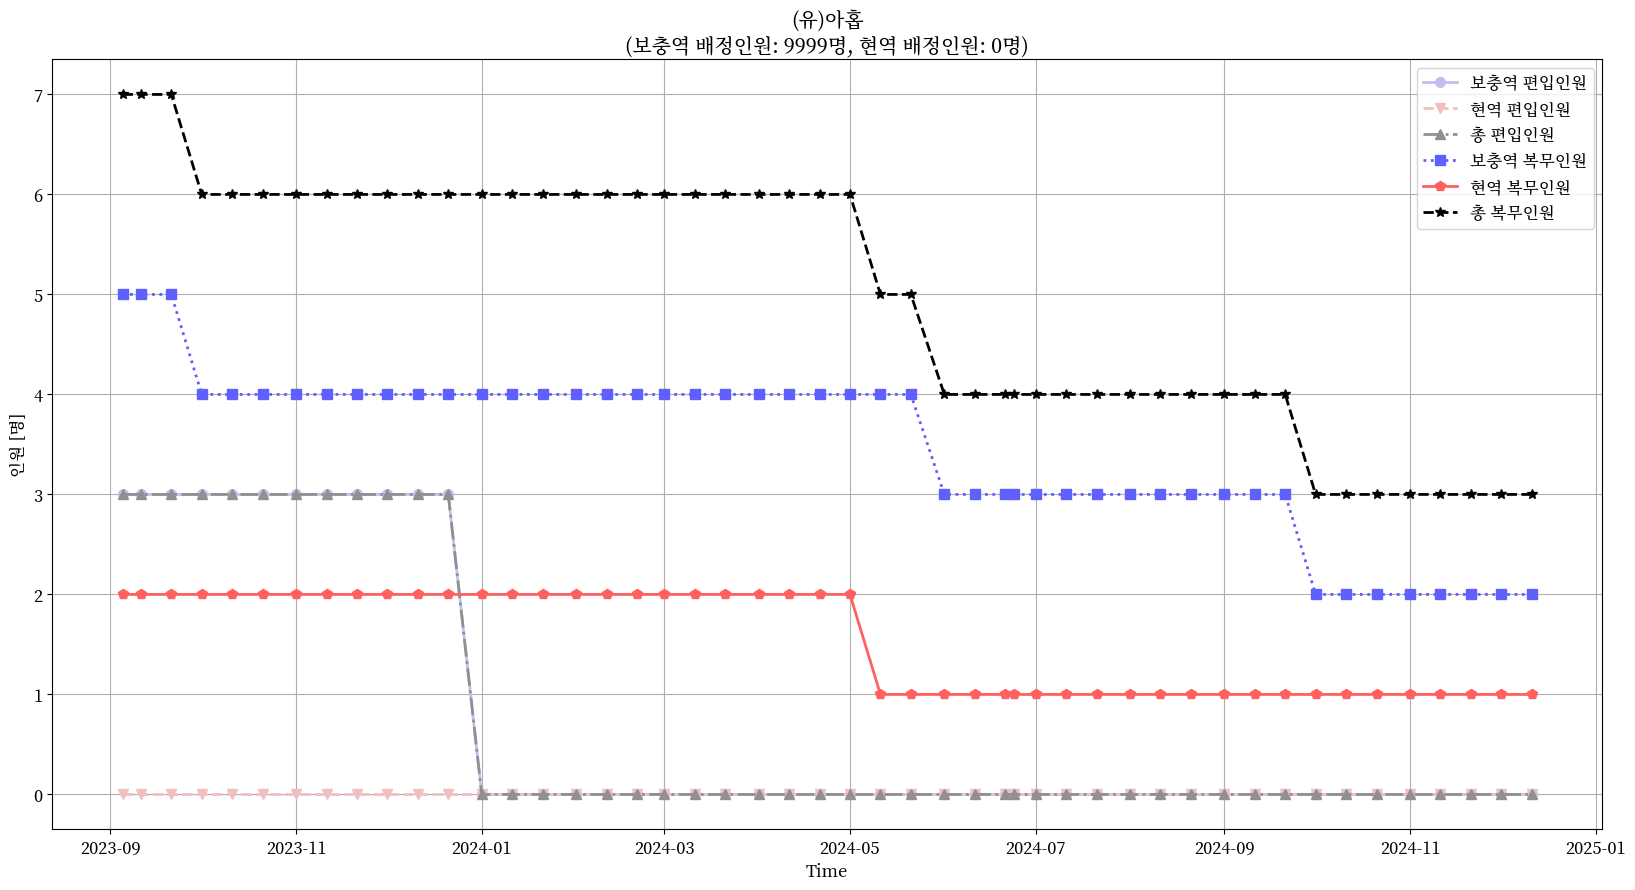 (유)아홉
(보충역 배정인원: 9999명, 현역 배정인원: 0명)
보충역 편입인원
현역 편입인원
총 편입인원
보충역 복무인원
현역 복무인원
총 복무인원
인원 [명]
7
6
5
4
3
2
1
0
2023-09 2023-11 2024-01 2024-03 2024-05 2024-07 2024-09 2024-11 2025-01
Time